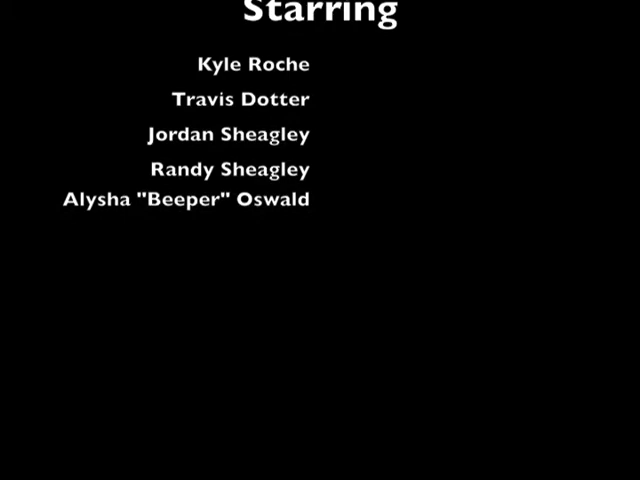 Starring
Kyle Roche
Travis Dotter
Jordan Sheagley
Randy Sheagley
Alysha "Beeper" Oswald